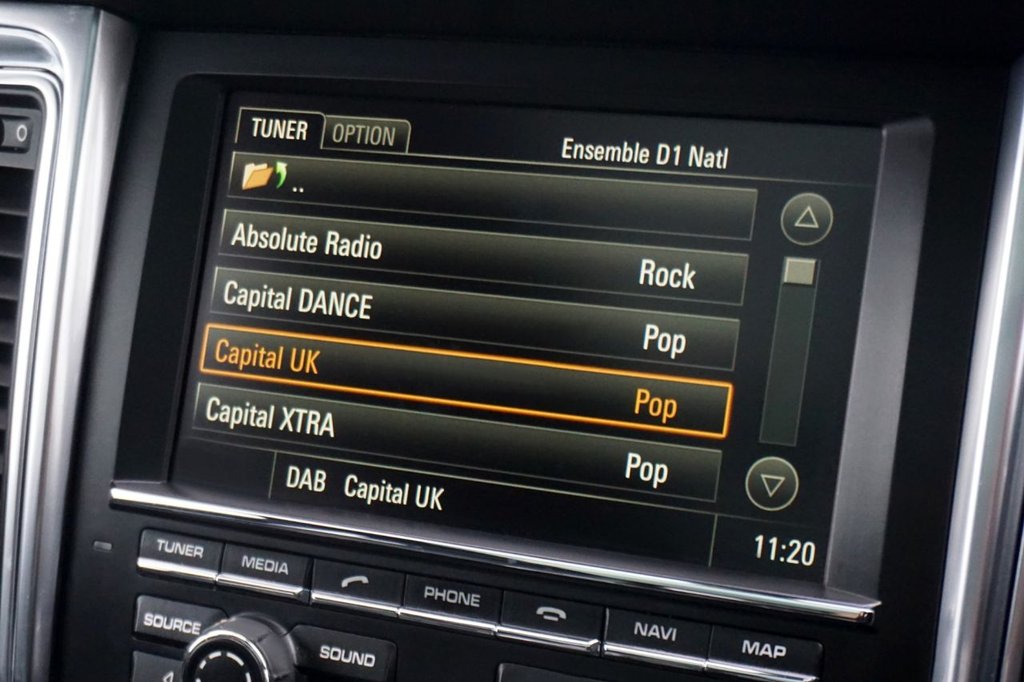 TUNER OPTION Ensemble D1 Natl
..
Absolute Radio Rock
Capital DANCE Pop
Capital UK Pop
Capital XTRA Pop
DAB Capital UK 11:20
TUNER MEDIA PHONE NAVI MAP
SOURCE SOUND